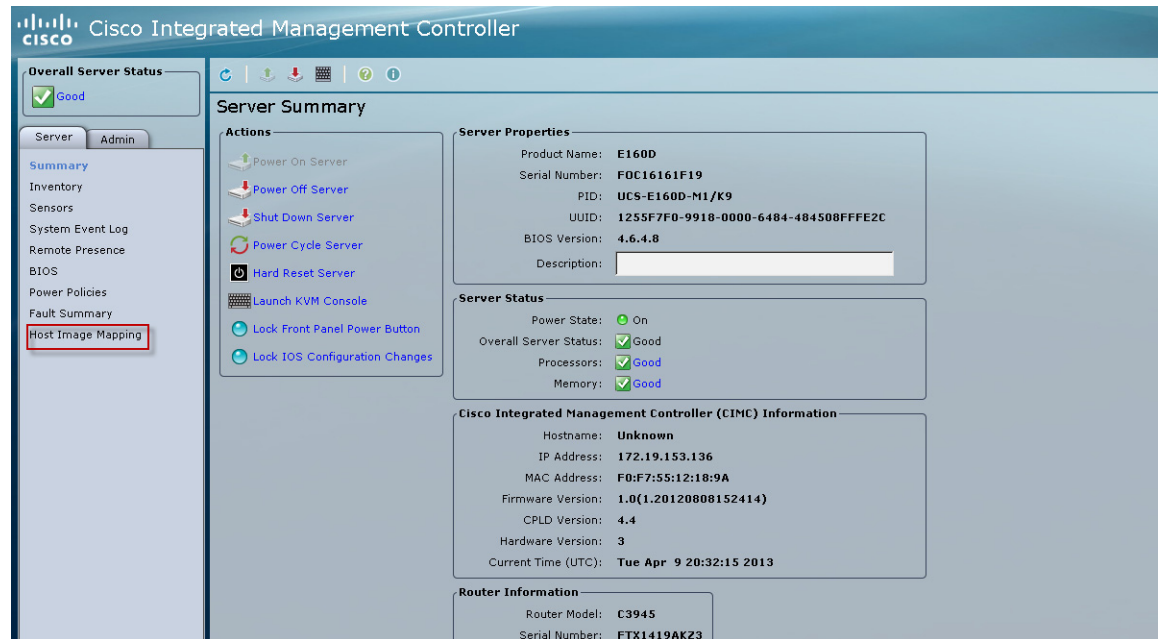 CISCO Cisco Integrated Management Controller
Overall Server Status
Good
Server Admin
Summary
Inventory
Sensors
System Event Log
Remote Presence
BIOS
Power Policies
Fault Summary
Host Image Mapping
Server Summary
Actions
Power On Server
Power Off Server
Shut Down Server
Power Cycle Server
Hard Reset Server
Launch KVM Console
Lock Front Panel Power Button
Lock IOS Configuration Changes
Server Properties
Product Name: E160D
Serial Number: FOC16161F19
PID: UCS-E160D-M1/K9
UUID: 1255F7F0-9918-0000-6484-484508FFFE2C
BIOS Version: 4.6.4.8
Description:
Server Status
Power State: On
Overall Server Status: Good
Processors: Good
Memory: Good
Cisco Integrated Management Controller (CIMC) Information
Hostname: Unknown
IP Address: 172.19.153.136
MAC Address: F0:F7:55:12:18:9A
Firmware Version: 1.0(1.20120808152414)
CPLD Version: 4.4
Hardware Version: 3
Current Time (UTC): Tue Apr 9 20:32:15 2013
Router Information
Router Model: C3945
Serial Number: FTX1419AKZ3